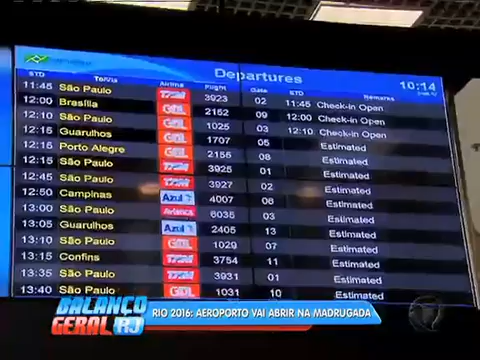 Departures
10:14
STD To/Via Airline Flight Gate STD Remarks
11:45 São Paulo TAM 3923 02 11:45 Check-in Open
12:00 Brasília GOL 2152 09 12:00 Check-in Open
12:10 São Paulo GOL 1025 03 12:10 Check-in Open
12:15 Guarulhos GOL 1707 05 Estimated
12:15 Porto Alegre GOL 2155 08 Estimated
12:15 São Paulo TAM 3925 01 Estimated
12:45 São Paulo TAM 3927 02 Estimated
12:50 Campinas Azul 4007 06 Estimated
13:00 São Paulo Avianca 6035 03 Estimated
13:05 Guarulhos Azul 2405 13 Estimated
13:10 São Paulo GOL 1029 07 Estimated
13:15 Confins TAM 3754 11 Estimated
13:35 São Paulo TAM 3931 01 Estimated
13:40 São Paulo GOL 1031 10 Estimated
BALANÇO
GERAL RJ
RIO 2016: AEROPORTO VAI ABRIR NA MADRUGADA